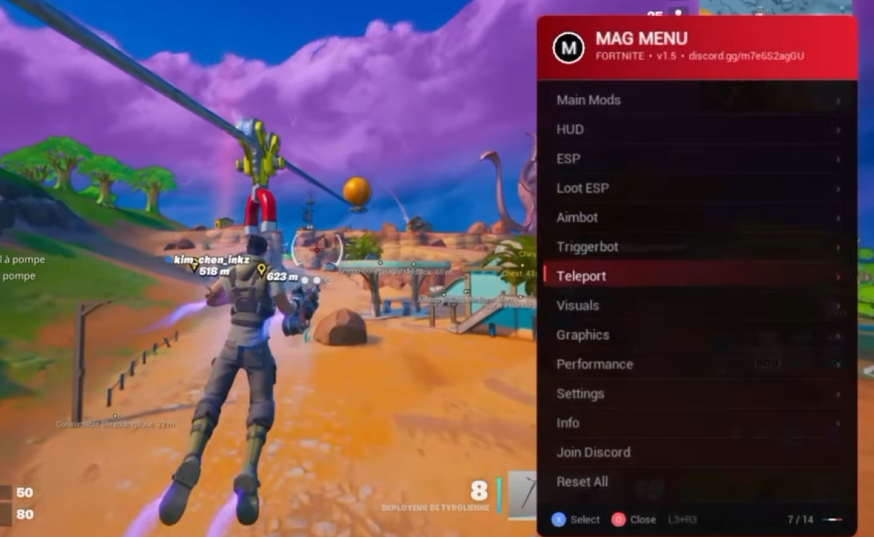 MAG MENU
M
FORTNITE • v1.5 • discord.gg/m7e6S2agGU
Main Mods
HUD
ESP
Loot ESP
Aimbot
Triggerbot
Teleport
Visuals
Graphics
Performance
Settings
Info
Join Discord
Reset All
Select
Close
L3+R3
7 / 14
l à pompe
pompe
kim_chen_inkz
518 m
623 m
50
80
8
DÉPLOYEUR DE TYROLIENNE